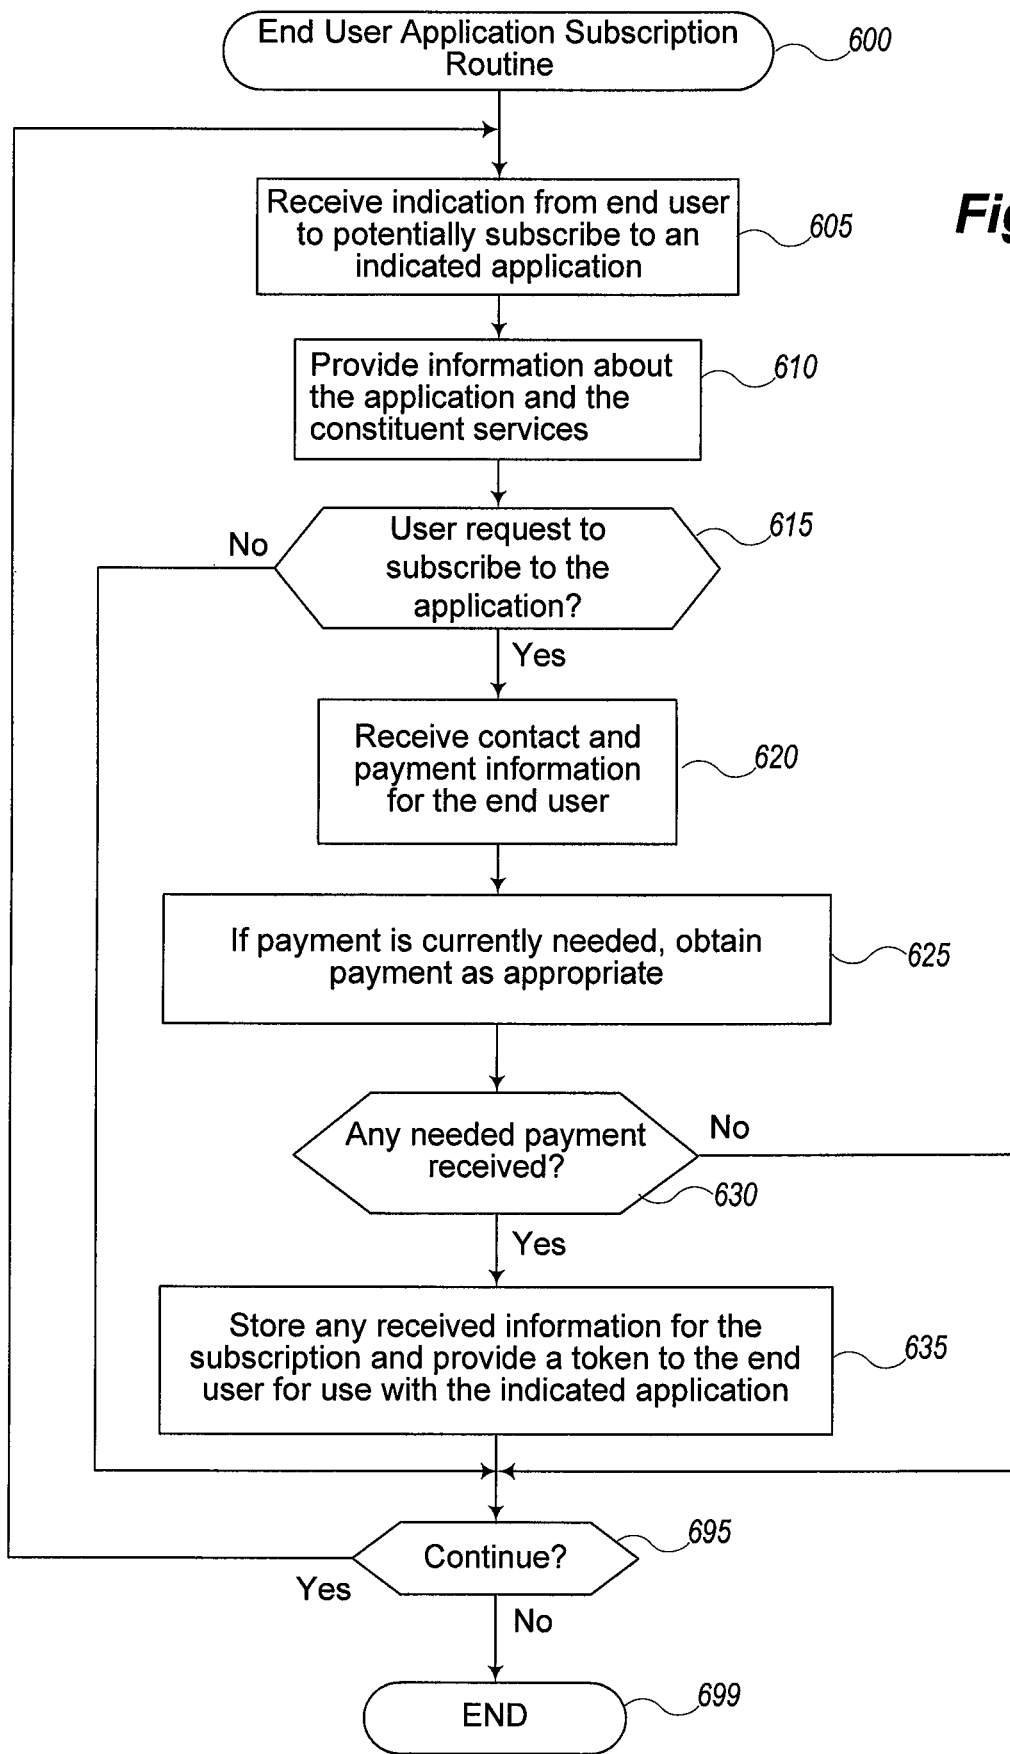 End User Application Subscription
Routine
600
Receive indication from end user
to potentially subscribe to an
indicated application
605
Fig
Provide information about
the application and the
constituent services
610
User request to
subscribe to the
application?
615
No
Yes
Receive contact and
payment information
for the end user
620
If payment is currently needed, obtain
payment as appropriate
625
Any needed payment
received?
630
No
Yes
Store any received information for the
subscription and provide a token to the end
user for use with the indicated application
635
Continue?
695
Yes
No
END
699